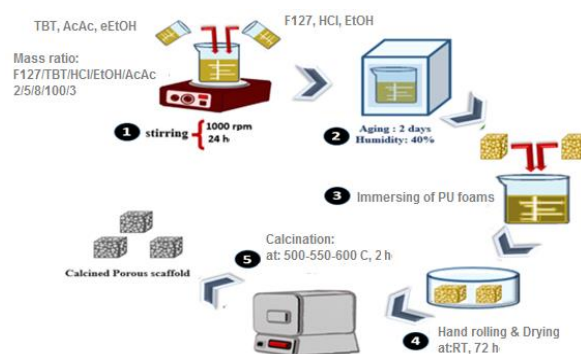 TBT, AcAc, eEtOH
F127, HCl, EtOH
Mass ratio:
F127/TBT/HCl/EtOH/AcAc
2/5/8/100/3
1 stirring
1000 rpm
24 h
2 Aging : 2 days
Humidity: 40%
3 Immersing of PU foams
4 Hand rolling & Drying
at:RT, 72 h
5 Calcination:
at: 500-550-600 C, 2 h
Calcined Porous scaffold